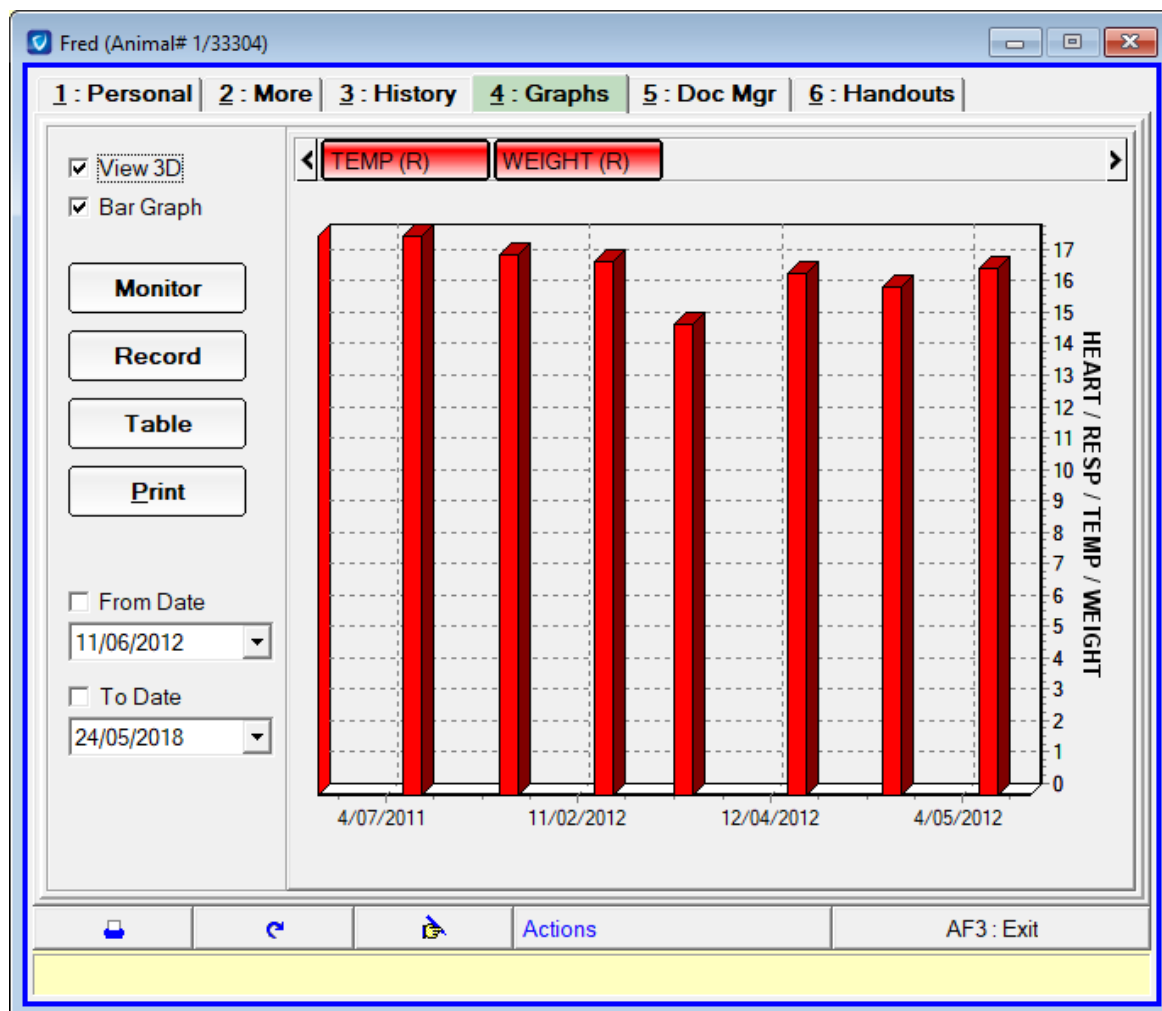 Fred (Animal# 1/33304)
1 : Personal 2 : More 3 : History 4 : Graphs 5 : Doc Mgr 6 : Handouts
View 3D
Bar Graph
Monitor
Record
Table
Print
From Date
11/06/2012
To Date
24/05/2018
TEMP (R) WEIGHT (R)
17
16
15
14
13
12
11
10
9
8
7
6
5
4
3
2
1
0
HEART / RESP / TEMP / WEIGHT
4/07/2011 11/02/2012 12/04/2012 4/05/2012
Actions AF3 : Exit